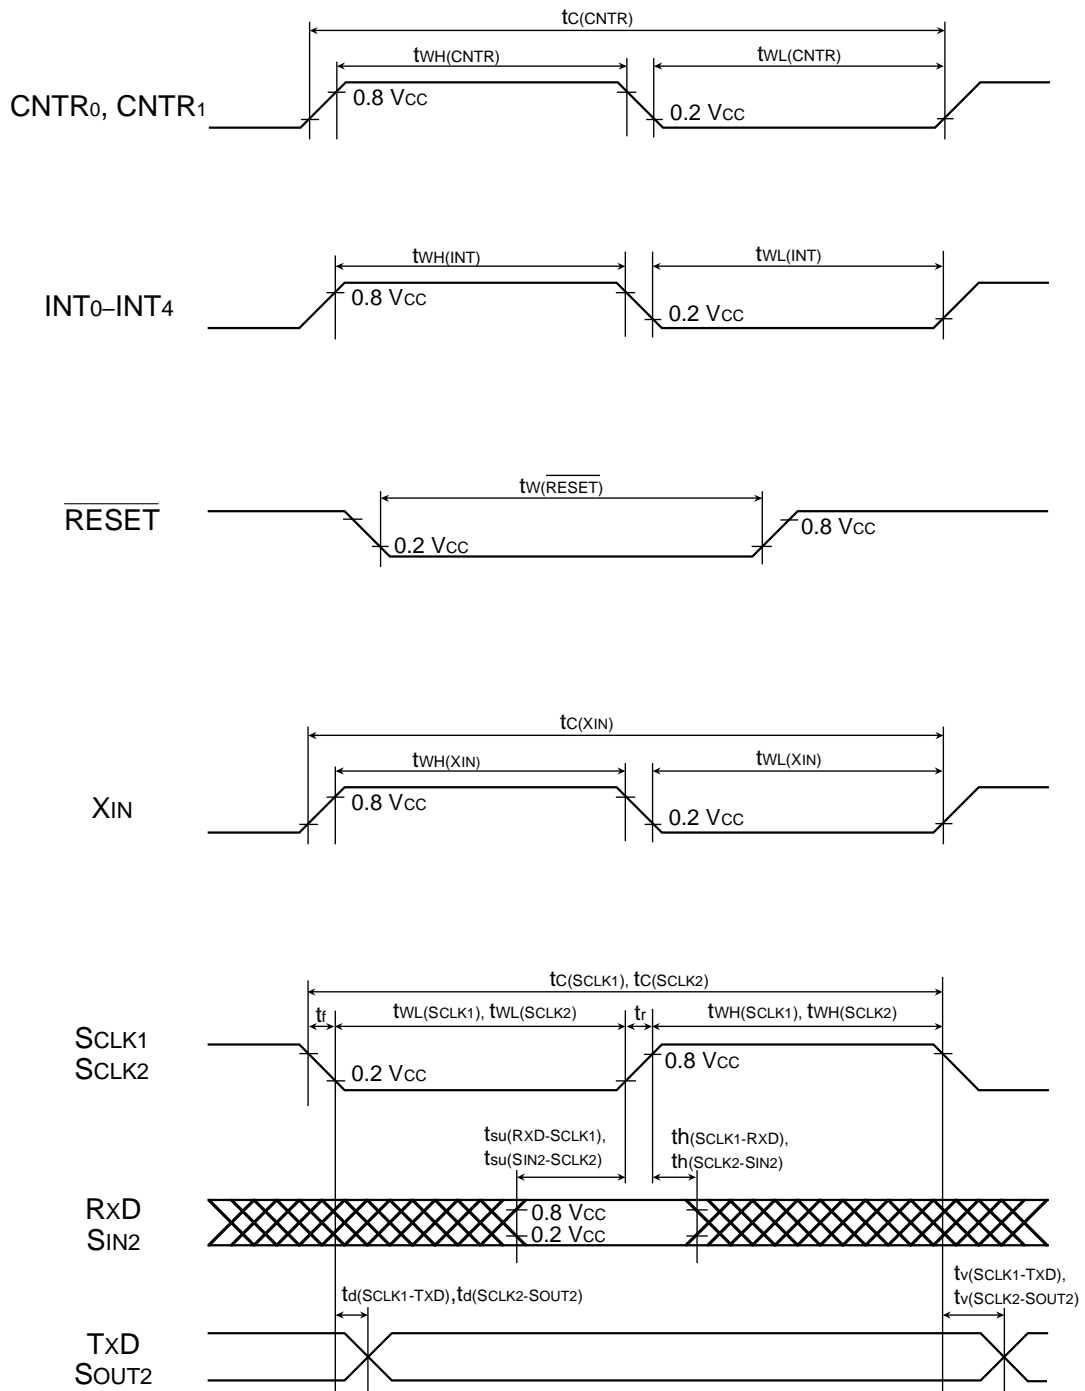 tC(CNTR)
tWH(CNTR) tWL(CNTR)
CNTR0, CNTR1
0.8 VCC
0.2 VCC
tWH(INT) tWL(INT)
INT0–INT4
0.8 VCC
0.2 VCC
tW(RESET)
RESET
0.2 VCC
0.8 VCC
tC(XIN)
tWH(XIN) tWL(XIN)
XIN
0.8 VCC
0.2 VCC
tC(SCLK1), tC(SCLK2)
tf tWL(SCLK1), tWL(SCLK2) tr tWH(SCLK1), tWH(SCLK2)
SCLK1
SCLK2
0.2 VCC
0.8 VCC
tsu(RXD-SCLK1),
tsu(SIN2-SCLK2)
th(SCLK1-RXD),
th(SCLK2-SIN2)
RXD
SIN2
0.8 VCC
0.2 VCC
td(SCLK1-TXD),td(SCLK2-SOUT2)
tv(SCLK1-TXD),
tv(SCLK2-SOUT2)
TXD
SOUT2